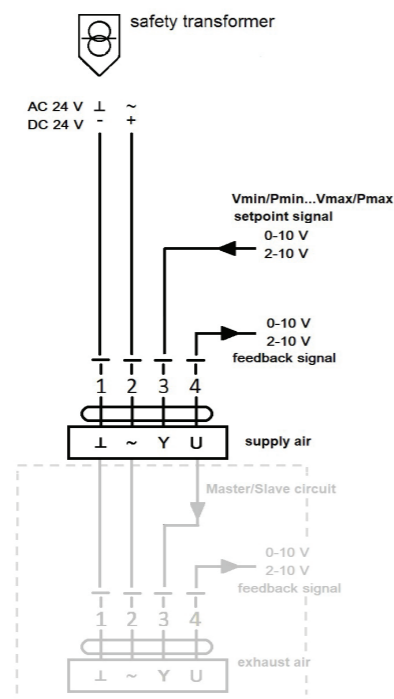 safety transformer
AC 24 V ⊥ ~
DC 24 V - +
Vmin/Pmin...Vmax/Pmax
setpoint signal
0-10 V
2-10 V
0-10 V
2-10 V
feedback signal
1 2 3 4
⊥ ~ Y U
supply air
Master/Slave circuit
0-10 V
2-10 V
feedback signal
1 2 3 4
⊥ ~ Y U
exhaust air